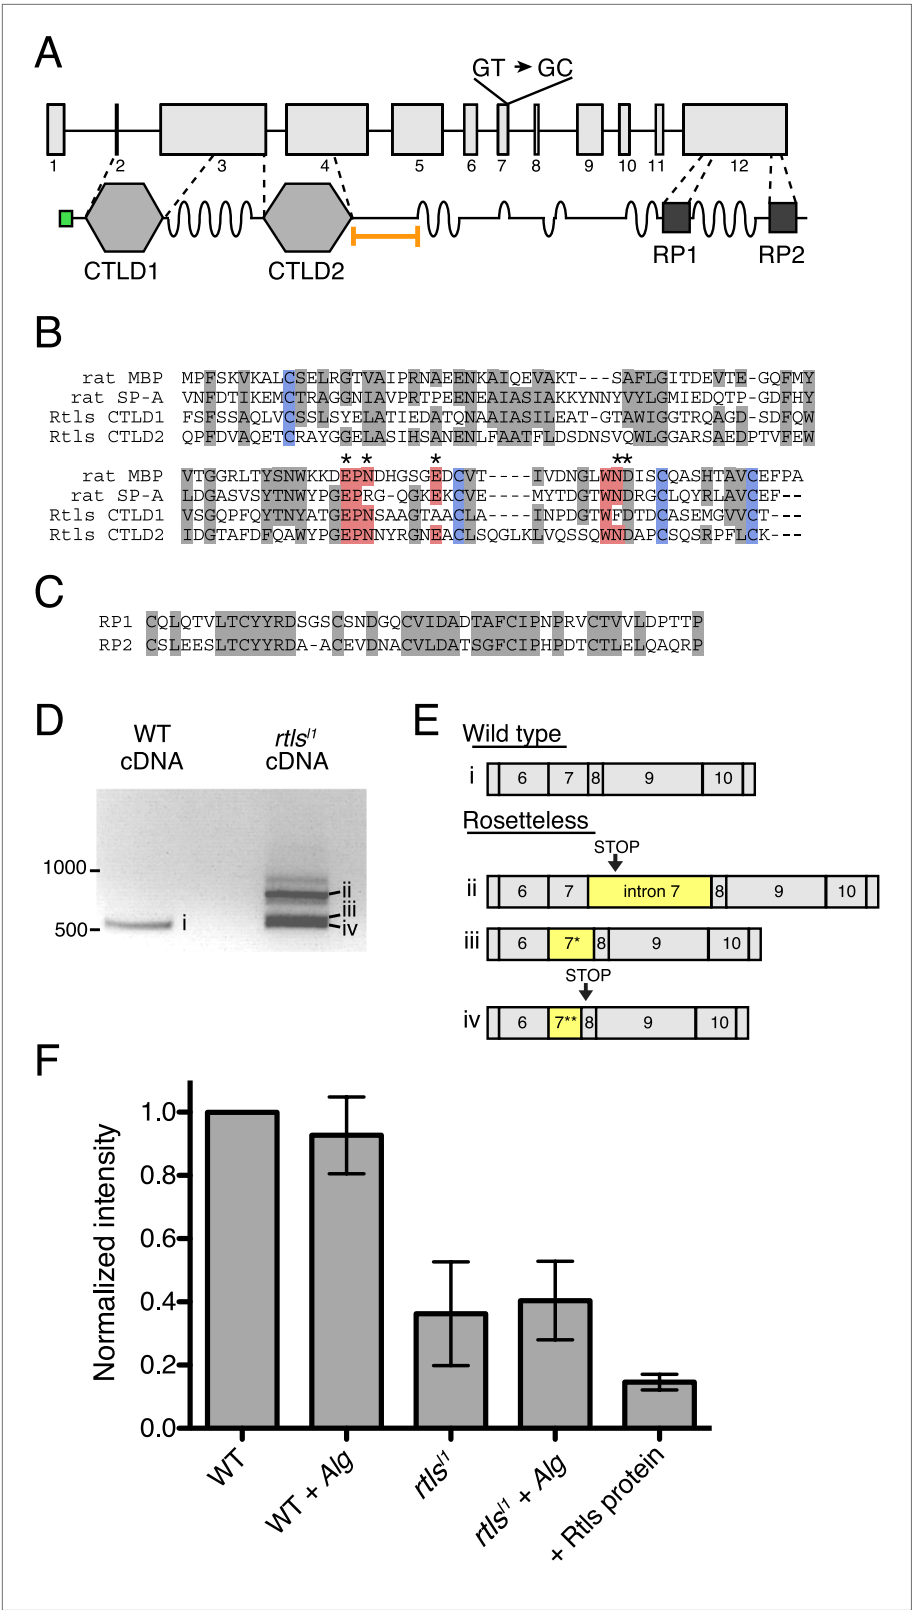 A
GT ➔ GC
1 2 3 4 5 6 7 8 9 10 11 12
CTLD1 CTLD2 RP1 RP2
B
rat MBP MPFSKVKALCSELRGTVAIPRNAEENKAIQEVAKT---SAFLGITDEVTE-GQFMY
rat SP-A VNFDTIKEMCTRAGGNIAVPRTPEENEAIASIAKKYNNYVYLGMIEDQTP-GDFHY
Rtls CTLD1 FSFSSAQLVCSSLSYELATIEDATQNAAIASILEAT-GTAWIGGTRQAGD-SDFQW
Rtls CTLD2 QPFDVAQETCRAYGGELASIHSANENLFAATFLDSDNSVQWLGGARSAEDPTVFEW
* * * **
rat MBP VTGGRLTYSNWKKDEPNDHGSGEDCVT----IVDNGLWNDISCQASHTAVCEFPA
rat SP-A LDGASVSYTNWYPGEPRG-QGKEKCVE----MYTDGTWNDRGCLQYRLAVCEF--
Rtls CTLD1 VSGQPFQYTNYATGEPNSAAGTAACLA----INPDGTWFDTDCASEMGVVCT---
Rtls CTLD2 IDGTAFDFQAWYPGEPNNYRGNEACLSQGLKLVQSSQWNDAPCSQSRPFLCK---
C
RP1 CQLQTVLTCYYRDSGSCSNDGQCVIDADTAFCIPNPRVCTVVLDPTTP
RP2 CSLEESLTCYYRDA-ACEVDNACVLDATSGFCIPHPDTCTLELQAQRP
D
WT rtls^l1
cDNA cDNA
1000
500
i
ii
iii
iv
E
Wild type
i 6 7 8 9 10
Rosetteless
STOP
ii 6 7 intron 7 8 9 10
iii 6 7* 8 9 10
STOP
iv 6 7** 8 9 10
F
Normalized intensity
1.0
0.8
0.6
0.4
0.2
0.0
WT
WT + Alg
rtls^l1
rtls^l1 + Alg
+ Rtls protein